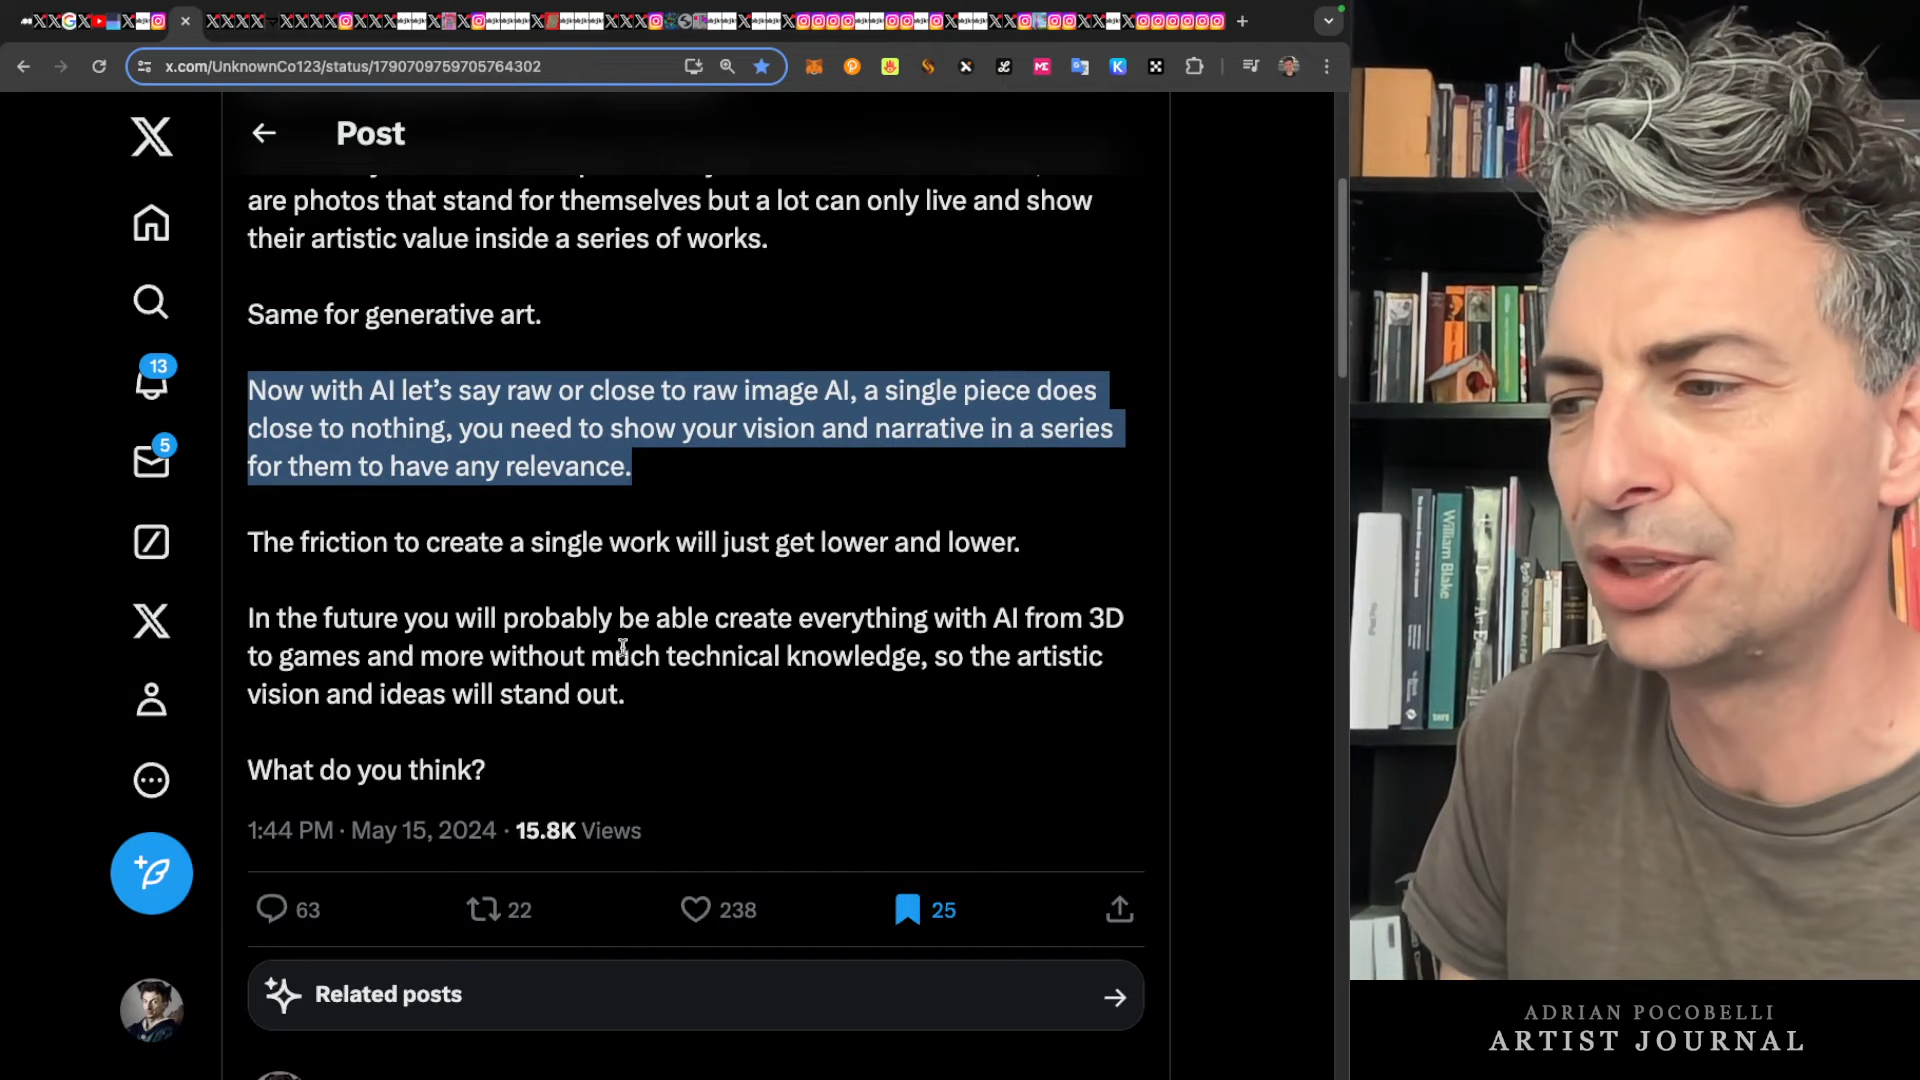 x.com/UnknownCo123/status/1790709759705764302
Post
are photos that stand for themselves but a lot can only live and show
their artistic value inside a series of works.
Same for generative art.
Now with AI let’s say raw or close to raw image AI, a single piece does
close to nothing, you need to show your vision and narrative in a series
for them to have any relevance.
The friction to create a single work will just get lower and lower.
In the future you will probably be able create everything with AI from 3D
to games and more without much technical knowledge, so the artistic
vision and ideas will stand out.
What do you think?
1:44 PM · May 15, 2024 · 15.8K Views
63 22 238 25
Related posts
13
5
William Blake
ADRIAN POCOBELLI
ARTIST JOURNAL